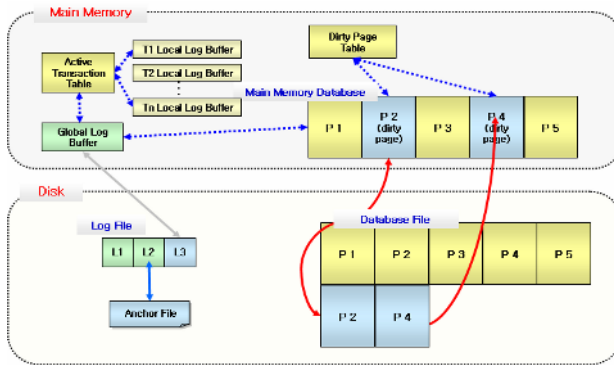 Main Memory
T1 Local Log Buffer
T2 Local Log Buffer
Tn Local Log Buffer
Active
Transaction
Table
Global Log
Buffer
Dirty Page
Table
Main Memory Database
P 1
P 2
(dirty
page)
P 3
P 4
(dirty
page)
P 5
Disk
Log File
L1
L2
L3
Anchor File
Database File
P 1
P 2
P 3
P 4
P 5
P 2
P 4